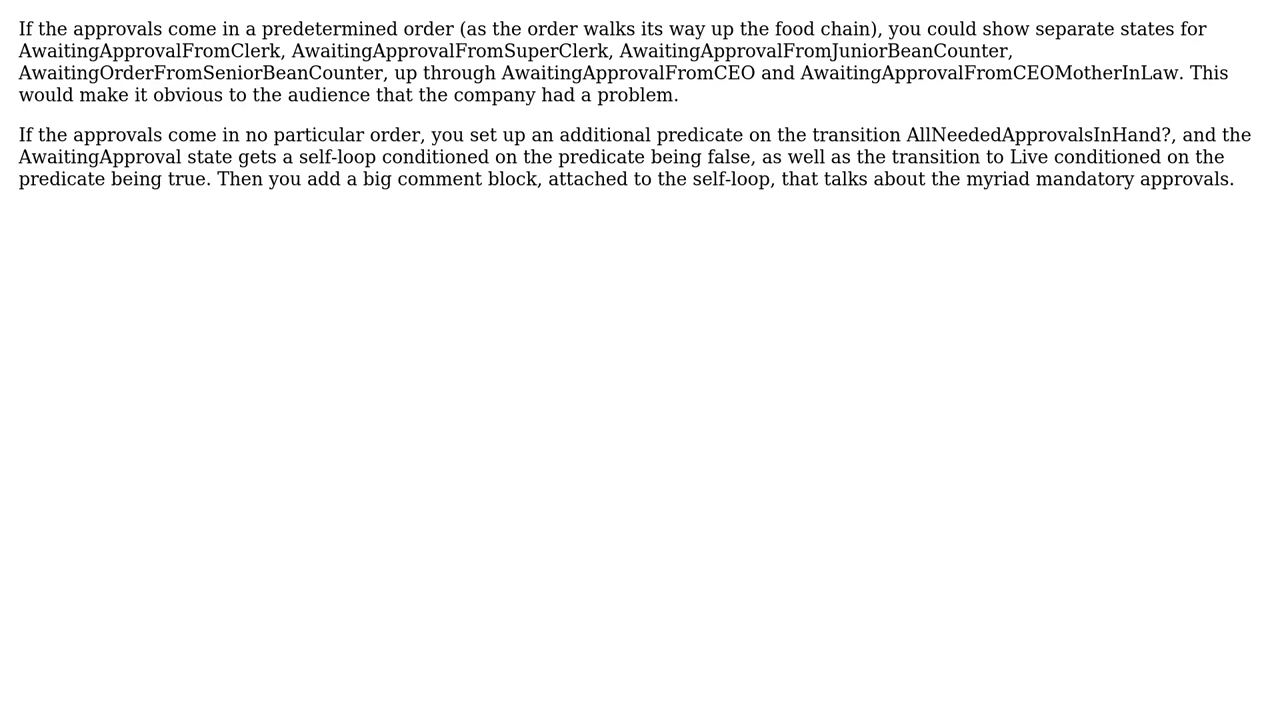 If the approvals come in a predetermined order (as the order walks its way up the food chain), you could show separate states for
AwaitingApprovalFromClerk, AwaitingApprovalFromSuperClerk, AwaitingApprovalFromJuniorBeanCounter,
AwaitingOrderFromSeniorBeanCounter, up through AwaitingApprovalFromCEO and AwaitingApprovalFromCEOMotherInLaw. This
would make it obvious to the audience that the company had a problem.
If the approvals come in no particular order, you set up an additional predicate on the transition AllNeededApprovalsInHand?, and the
AwaitingApproval state gets a self-loop conditioned on the predicate being false, as well as the transition to Live conditioned on the
predicate being true. Then you add a big comment block, attached to the self-loop, that talks about the myriad mandatory approvals.